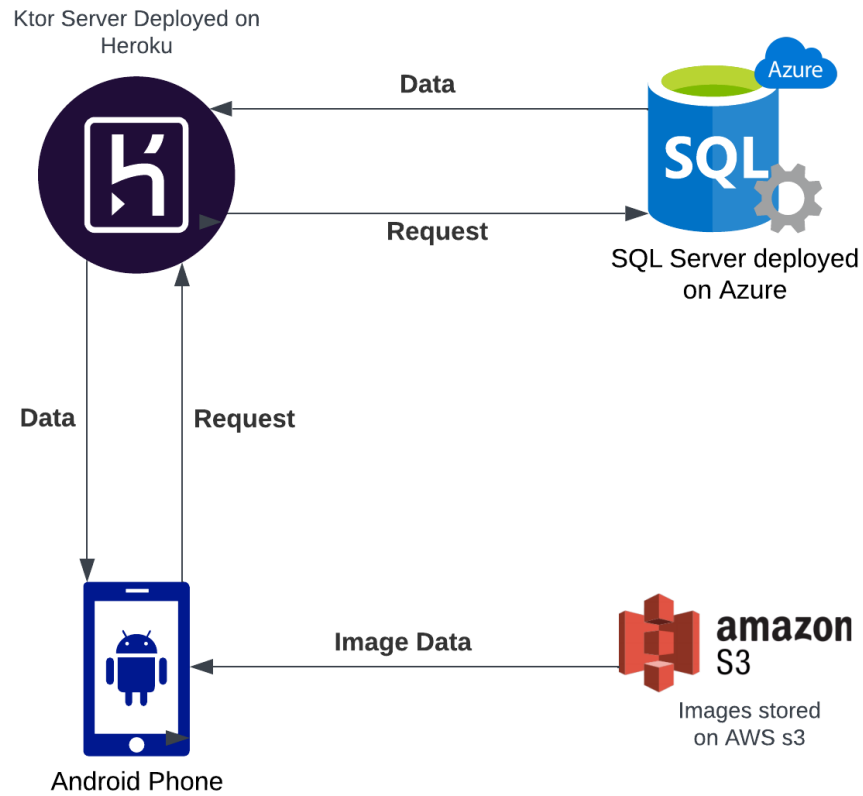 Ktor Server Deployed on
Heroku
Data
Azure
SQL
Request
SQL Server deployed
on Azure
Data
Request
Image Data
amazon
S3
Images stored
on AWS s3
Android Phone